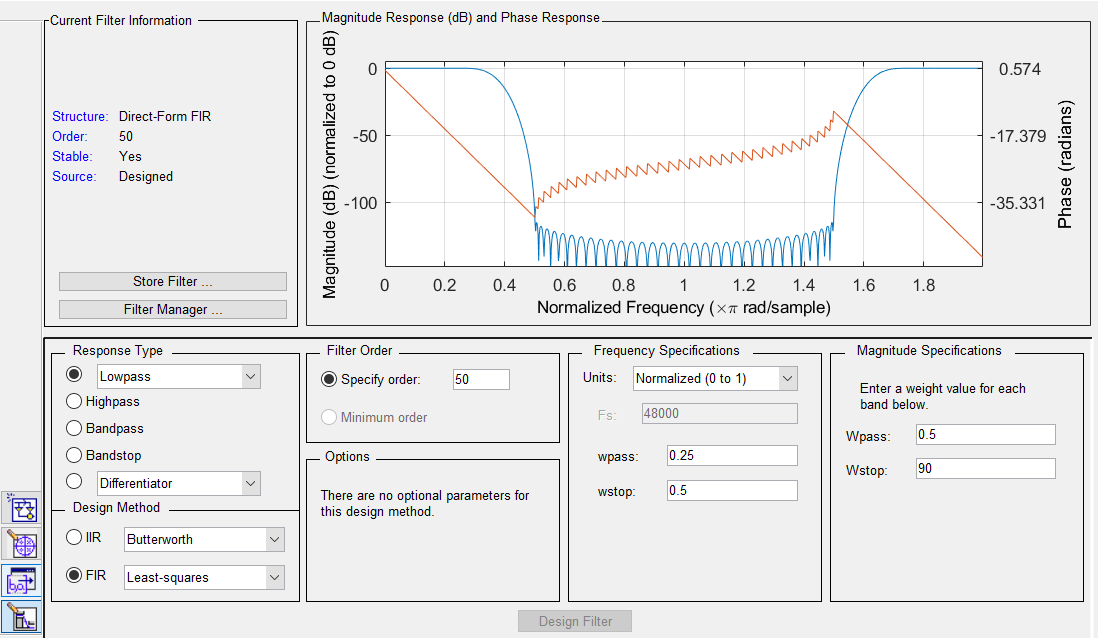 Current Filter Information
Structure: Direct-Form FIR
Order: 50
Stable: Yes
Source: Designed
Store Filter ...
Filter Manager ...
Magnitude Response (dB) and Phase Response
Magnitude (dB) (normalized to 0 dB)
0
-50
-100
0.574
-17.379
-35.331
Phase (radians)
0 0.2 0.4 0.6 0.8 1 1.2 1.4 1.6 1.8
Normalized Frequency (×π rad/sample)
Response Type
Lowpass
Highpass
Bandpass
Bandstop
Differentiator
Design Method
IIR Butterworth
FIR Least-squares
Filter Order
Specify order: 50
Minimum order
Options
There are no optional parameters for
this design method.
Frequency Specifications
Units: Normalized (0 to 1)
Fs: 48000
wpass: 0.25
wstop: 0.5
Magnitude Specifications
Enter a weight value for each
band below.
Wpass: 0.5
Wstop: 90
Design Filter